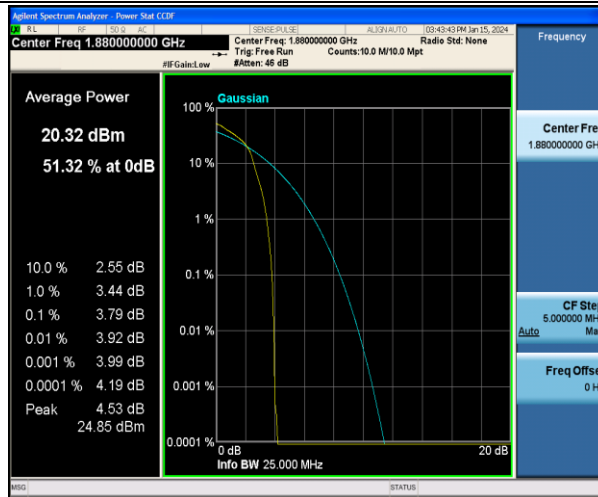 Agilent Spectrum Analyzer - Power Stat CCDF
RL RF 50 Ω AC SENSE:PULSE ALIGNAUTO 03:43:43 PM Jan 15, 2024
Center Freq 1.880000000 GHz
Center Freq: 1.880000000 GHz
Radio Std: None
Trig: Free Run
Counts:10.0 M/10.0 Mpt
#IFGain:Low
#Atten: 46 dB
Frequency
Average Power
20.32 dBm
51.32 % at 0dB
10.0 % 2.55 dB
1.0 % 3.44 dB
0.1 % 3.79 dB
0.01 % 3.92 dB
0.001 % 3.99 dB
0.0001 % 4.19 dB
Peak 4.53 dB
24.85 dBm
Gaussian
100 %
10 %
1 %
0.1 %
0.01 %
0.001 %
0.0001 %
0 dB
20 dB
Info BW 25.000 MHz
Center Fre
1.880000000 GH
CF Ste
5.000000 MH
Auto Ma
Freq Offse
0 H
MSG
STATUS